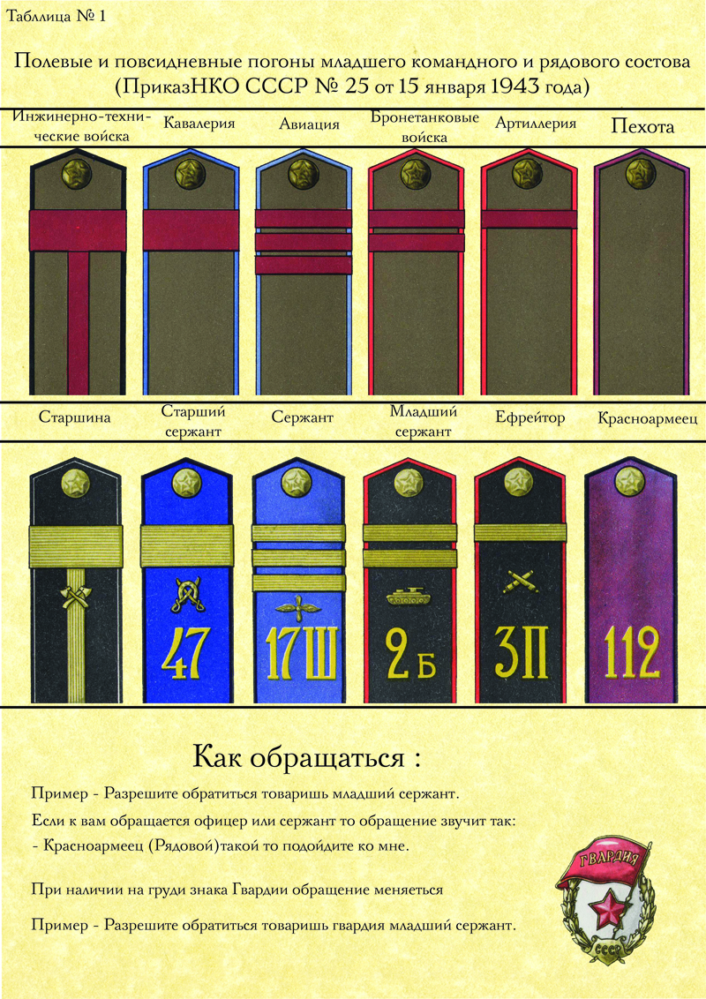 Табллица № 1
Полевые и повсидневные погоны младшего командного и рядового состова
(ПриказНКО СССР № 25 от 15 января 1943 года)
Инжинерно-техни-
ческие войска
Кавалерия
Авиация
Бронетанковые
войска
Артиллерия
Пехота
Старшина
Старший
сержант
Сержант
Младший
сержант
Ефрейтор
Красноармеец
47
17Ш
2Б
3П
112
Как обращаться :
Пример - Разрешите обратиться товаришь младший сержант.
Если к вам обращается офицер или сержант то обращение звучит так:
- Красноармеец (Рядовой)такой то подойдите ко мне.
При наличии на груди знака Гвардии обращение меняеться
Пример - Разрешите обратиться товаришь гвардия младший сержант.
ГВАРДИЯ
СССР